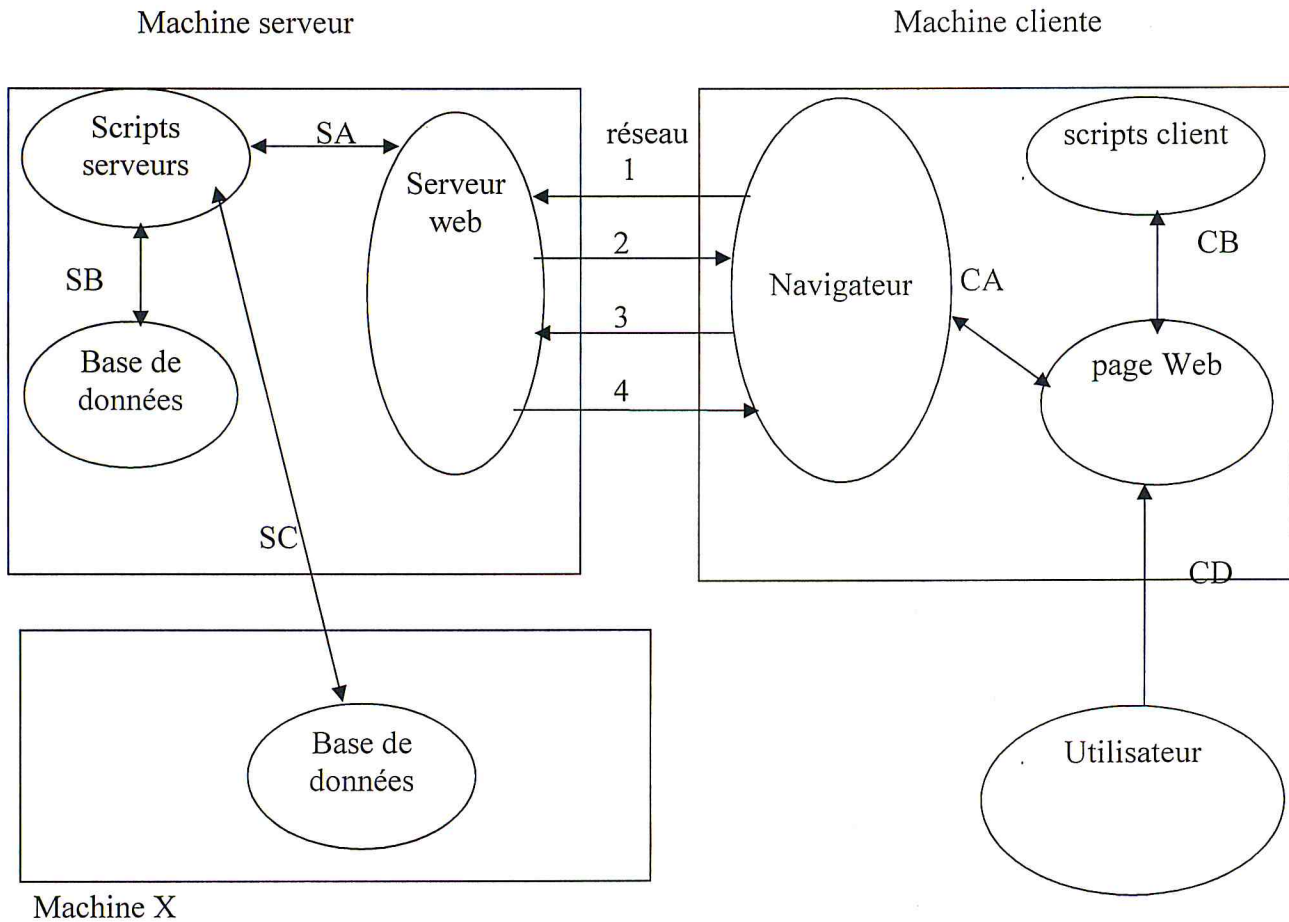 Machine serveur
Machine cliente
Scripts
serveurs
SA
Serveur
web
SB
Base de
données
SC
réseau
1
2
3
4
Navigateur
scripts client
CB
CA
page Web
CD
Base de
données
Utilisateur
Machine X